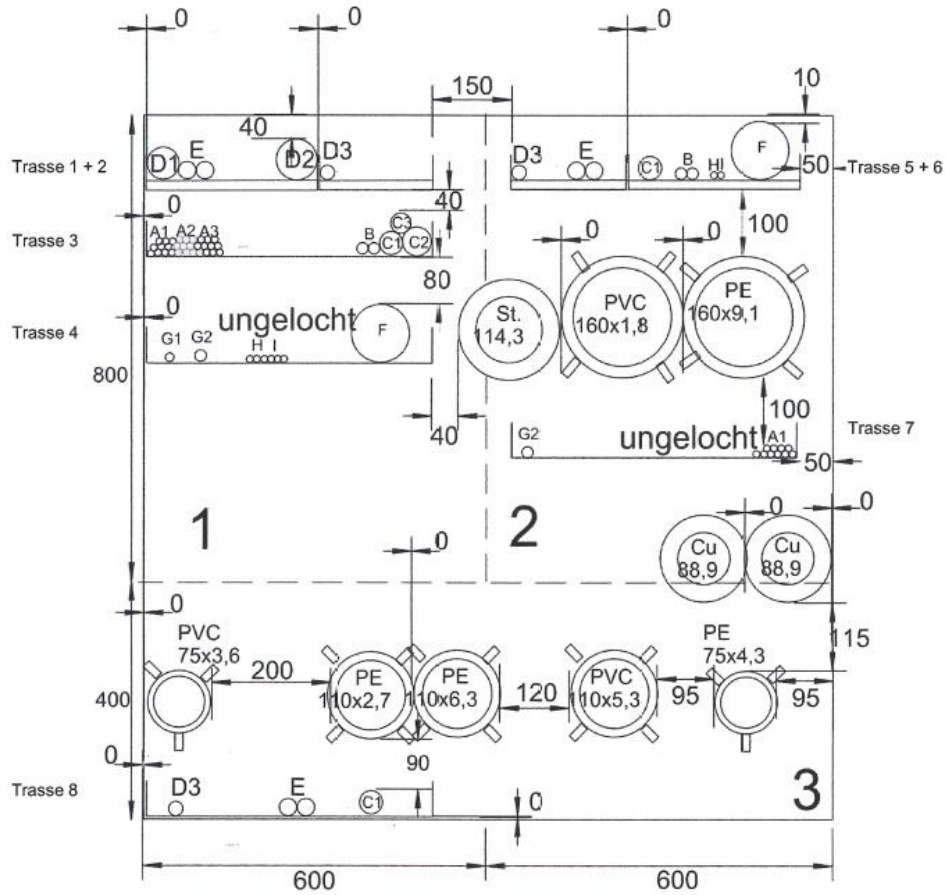 0 0 0
10
150
40
Trasse 1 + 2 D1 E D2 D3 D3 E C1 B HI F 50 Trasse 5 + 6
0 40 100
Trasse 3 A1 A2 A3 B C1 C3 C2 0 0
80
0 ungelocht
Trasse 4 G1 G2 H I F
St.
114,3
PVC
160x1,8
PE
160x9,1
800
40
100
G2 ungelocht A1 Trasse 7
50
1 2
0 0
0
Cu
88,9
Cu
88,9
0
PVC
75x3,6
PE
75x4,3
115
200
PE
110x2,7
PE
110x6,3
120
PVC
110x5,3
95 95
400
0
90
Trasse 8 D3 E C1 0 3
600 600